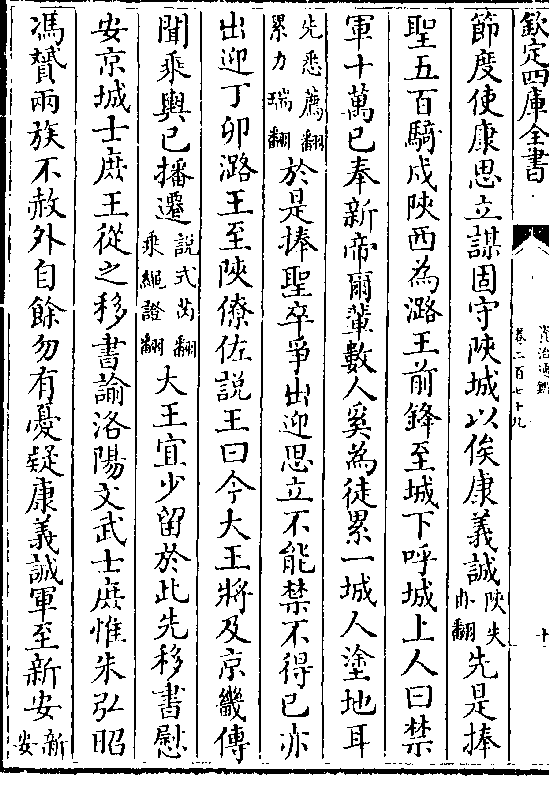 欽定四庫全書
資治通鑑
卷二百七十九
十
節度使康思立謀固守陜城以俟康義誠陜失冉翻先是捧
聖五百騎戍陜西為潞王前鋒至城下呼城上人曰禁
軍十萬已奉新帝爾輩數人奚為徒累一城人塗地耳
先悉薦翻累力瑞翻於是捧聖卒爭出迎思立不能禁不得已亦
出迎丁卯潞王至陜僚佐說王曰今大王將及京畿傳
聞乘輿已播遷說式芮翻乘繩證翻大王宜少留於此先移書慰
安京城士庶王從之移書諭洛陽文武士庶惟朱弘昭
馮贇兩族不赦外自餘勿有憂疑康義誠軍至新安新安